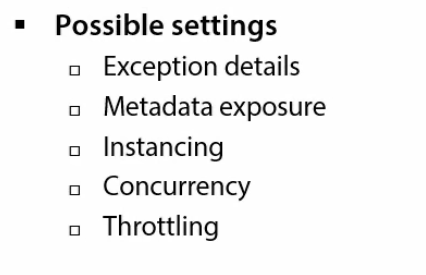 ▪ Possible settings
▫ Exception details
▫ Metadata exposure
▫ Instancing
▫ Concurrency
▫ Throttling